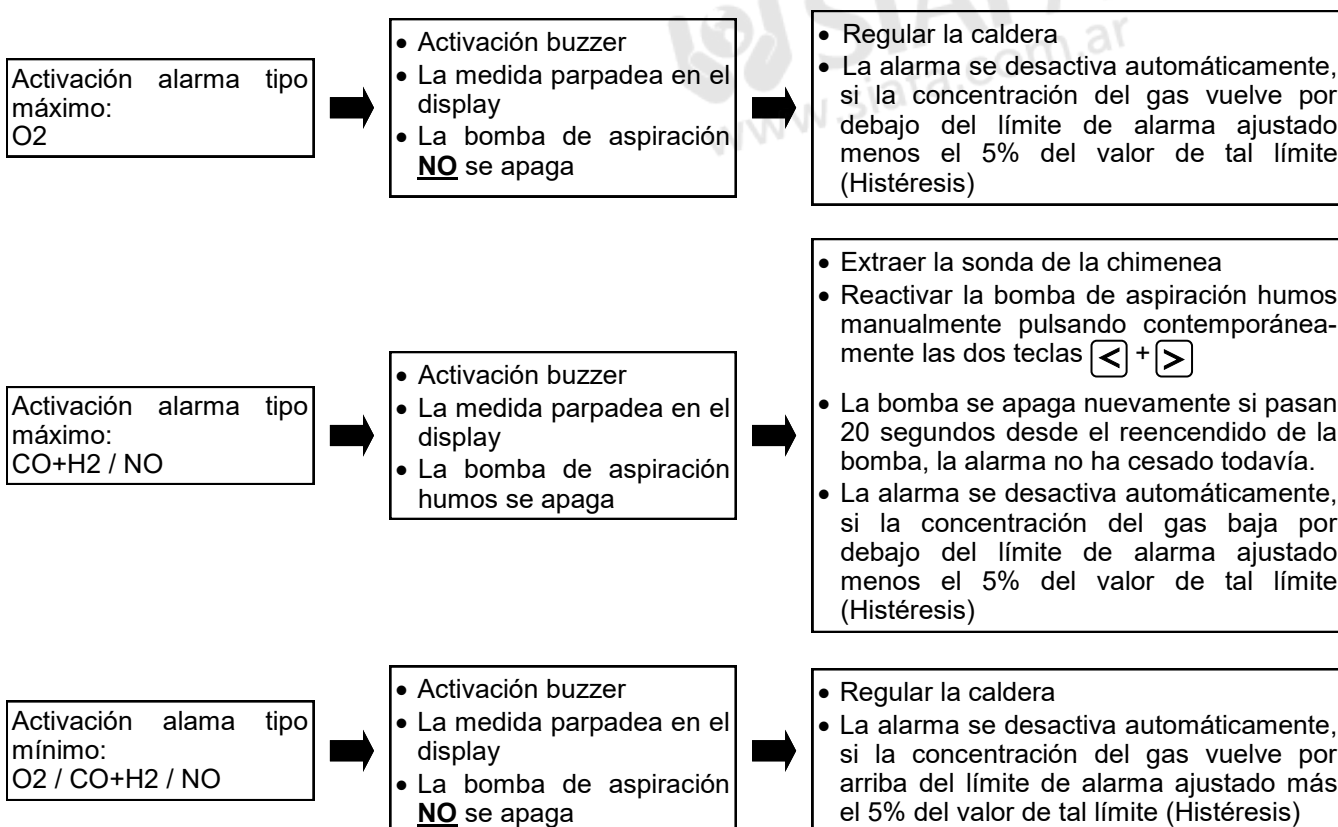 Activación alarma tipo
máximo:
O2
• Activación buzzer
• La medida parpadea en el
display
• La bomba de aspiración
NO se apaga
• Regular la caldera
• La alarma se desactiva automáticamente,
si la concentración del gas vuelve por
debajo del límite de alarma ajustado
menos el 5% del valor de tal límite
(Histéresis)
Activación alarma tipo
máximo:
CO+H2 / NO
• Activación buzzer
• La medida parpadea en el
display
• La bomba de aspiración
humos se apaga
• Extraer la sonda de la chimenea
• Reactivar la bomba de aspiración humos
manualmente pulsando contemporánea-
mente las dos teclas < + >
• La bomba se apaga nuevamente si pasan
20 segundos desde el reencendido de la
bomba, la alarma no ha cesado todavía.
• La alarma se desactiva automáticamente,
si la concentración del gas baja por
debajo del límite de alarma ajustado
menos el 5% del valor de tal límite
(Histéresis)
Activación alama tipo
mínimo:
O2 / CO+H2 / NO
• Activación buzzer
• La medida parpadea en el
display
• La bomba de aspiración
NO se apaga
• Regular la caldera
• La alarma se desactiva automáticamente,
si la concentración del gas vuelve por
arriba del límite de alarma ajustado más
el 5% del valor de tal límite (Histéresis)
www.siafa.com.ar